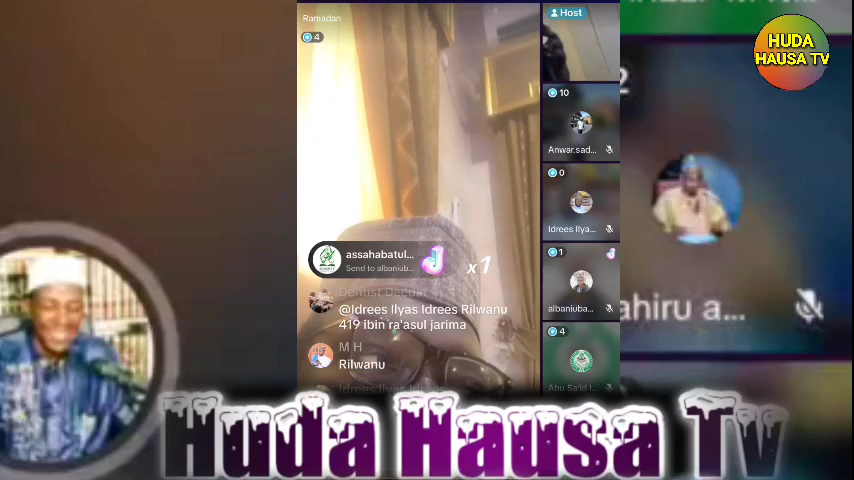 Ramadan
4
Host
HUDA
HAUSA TV
10
Anwar.sad...
0
Idrees Ilya...
assahabatul...
Send to albaniub...
x1
1
albaniuba...
ahiru a...
@Idrees Ilyas Idrees Rilwanu
419 ibin ra'asul jarima
M H
Rilwanu
4
Abu Sa'id I...
Huda Hausa Tv